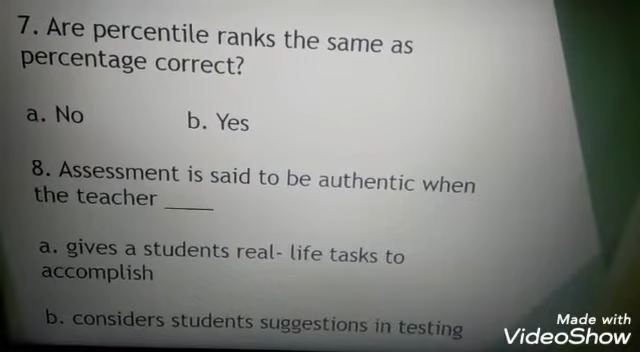 7. Are percentile ranks the same as
percentage correct?
a. No b. Yes
8. Assessment is said to be authentic when
the teacher _____
a. gives a students real- life tasks to
accomplish
b. considers students suggestions in testing
Made with
VideoShow